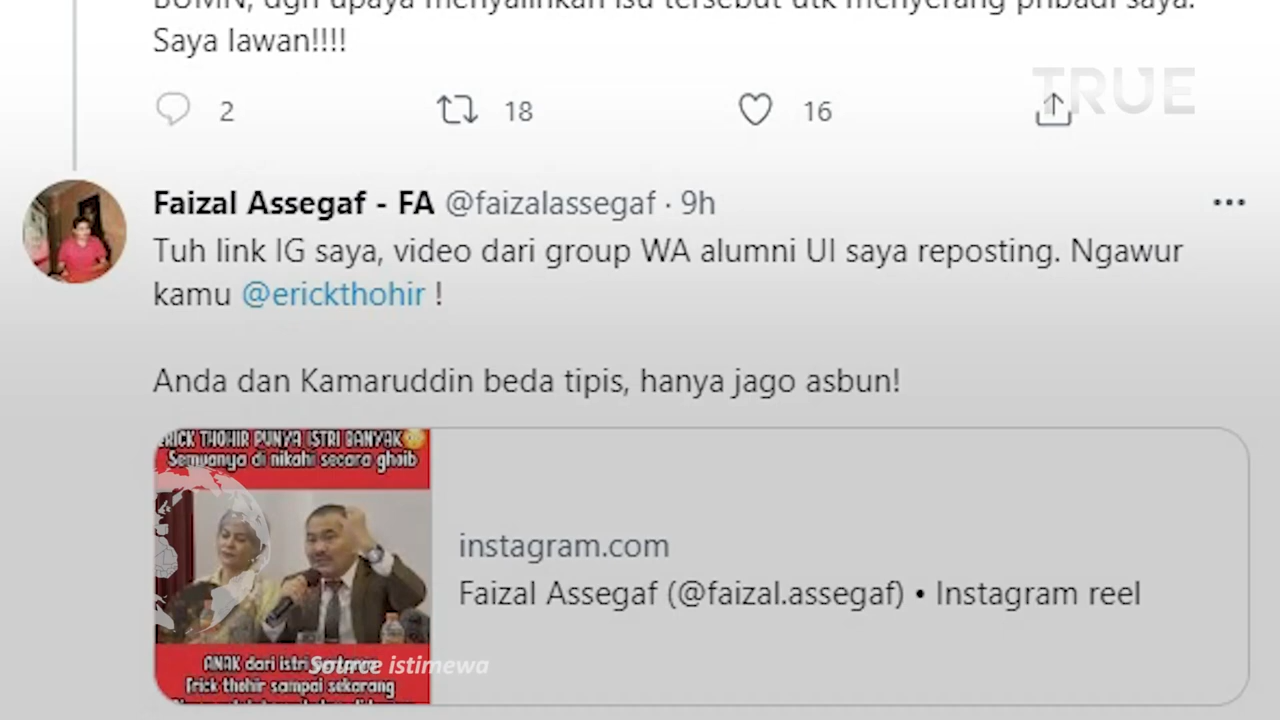 BUMN, dgn upaya menyalinkan isu tersebut utk menyerang pribadi saya.
Saya lawan!!!!
TRUE
2 18 16
Faizal Assegaf - FA @faizalassegaf · 9h
Tuh link IG saya, video dari group WA alumni UI saya reposting. Ngawur
kamu @erickthohir !
Anda dan Kamaruddin beda tipis, hanya jago asbun!
ERICK THOHIR PUNYA ISTRI BANYAK
Semuanya di nikahi secara ghoib
instagram.com
Faizal Assegaf (@faizal.assegaf) • Instagram reel
ANAK dari istri
Source istimewa
Erick thohir sampai sekarang